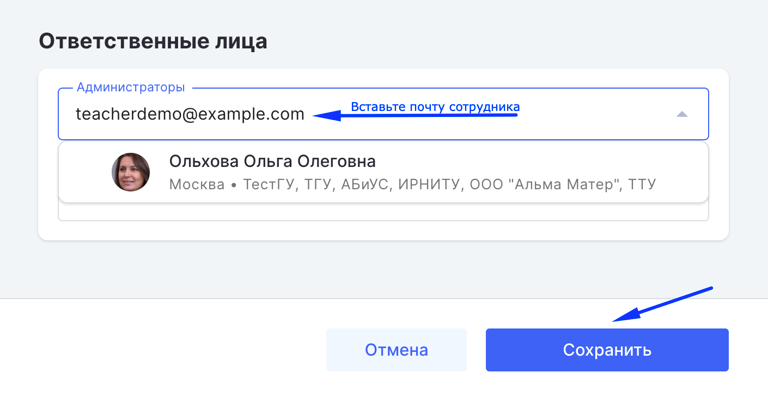 Ответственные лица
Администраторы
teacherdemo@example.com
Вставьте почту сотрудника
Ольхова Ольга Олеговна
Москва • ТестГУ, ТГУ, АБиУС, ИРНИТУ, ООО "Альма Матер", ТТУ
Отмена
Сохранить